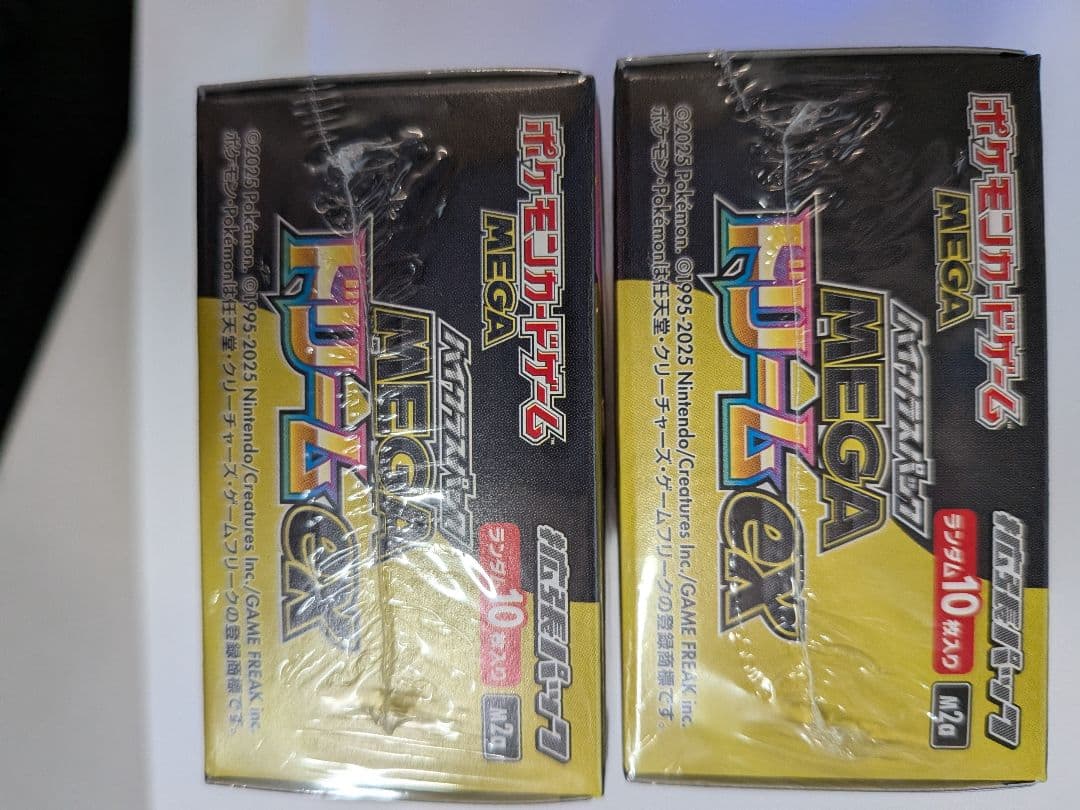 ポケモンカードゲーム
MEGA
拡張パック
ハイクラスパック
MEGA
ドリームex
ランダム10枚入り
M2a
©2025 Pokémon. ©1995-2025 Nintendo/Creatures Inc./GAME FREAK inc.
ポケモン・Pokémonは任天堂・クリーチャーズ・ゲームフリークの登録商標です。
ポケモンカードゲーム™
MEGA
拡張パック
ハイクラスパック
MEGA
ドリームex
ランダム10枚入り
M2a
©2025 Pokémon. ©1995-2025 Nintendo/Creatures Inc./GAME FREAK inc.
ポケモン・Pokémonは任天堂・クリーチャーズ・ゲームフリークの登録商標です。